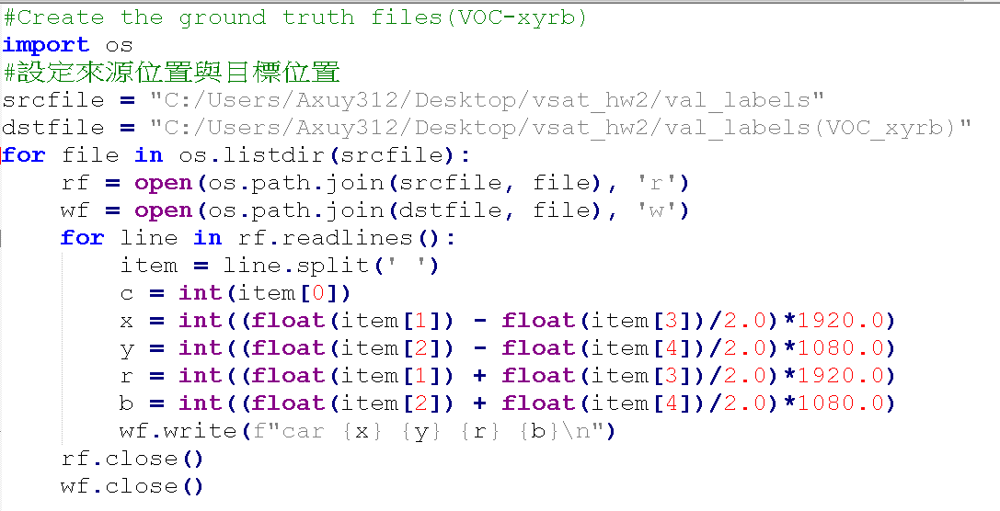 #Create the ground truth files(VOC-xyrb)
import os
#設定來源位置與目標位置
srcfile = "C:/Users/Axuy312/Desktop/vsat_hw2/val_labels"
dstfile = "C:/Users/Axuy312/Desktop/vsat_hw2/val_labels(VOC_xyrb)"
for file in os.listdir(srcfile):
    rf = open(os.path.join(srcfile, file), 'r')
    wf = open(os.path.join(dstfile, file), 'w')
    for line in rf.readlines():
        item = line.split(' ')
        c = int(item[0])
        x = int((float(item[1]) - float(item[3])/2.0)*1920.0)
        y = int((float(item[2]) - float(item[4])/2.0)*1080.0)
        r = int((float(item[1]) + float(item[3])/2.0)*1920.0)
        b = int((float(item[2]) + float(item[4])/2.0)*1080.0)
        wf.write(f"car {x} {y} {r} {b}\n")
    rf.close()
    wf.close()